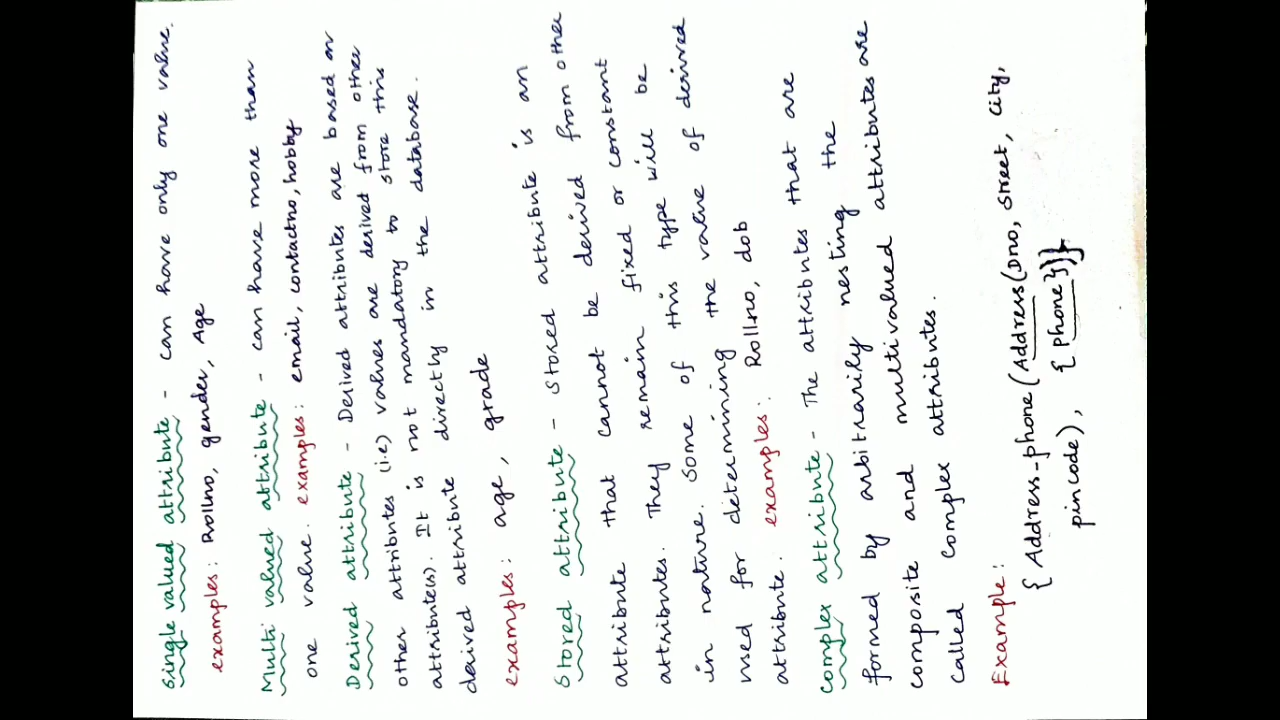 Single valued attribute - can have only one value.
examples: Rollno, gender, Age
Multi valued attribute - can have more than
one value. examples: email, contactno, hobby
Derived attribute - Derived attributes are based on
other attributes (i.e) values are derived from other
attribute(s). It is not mandatory to store this
derived attribute directly in the database.
examples: age, grade
Stored attribute - Stored attribute is an
attribute that cannot be derived from other
attributes. They remain fixed or constant
in nature. Some of this type will be
used for determining the value of derived
attribute. examples: Rollno, dob
Complex attribute - The attributes that are
formed by arbitrarily nesting the
composite and multivalued attributes are
called complex attributes.
Example:
{ Address-phone (Address (Dno, Street, City,
pincode), { phone })}